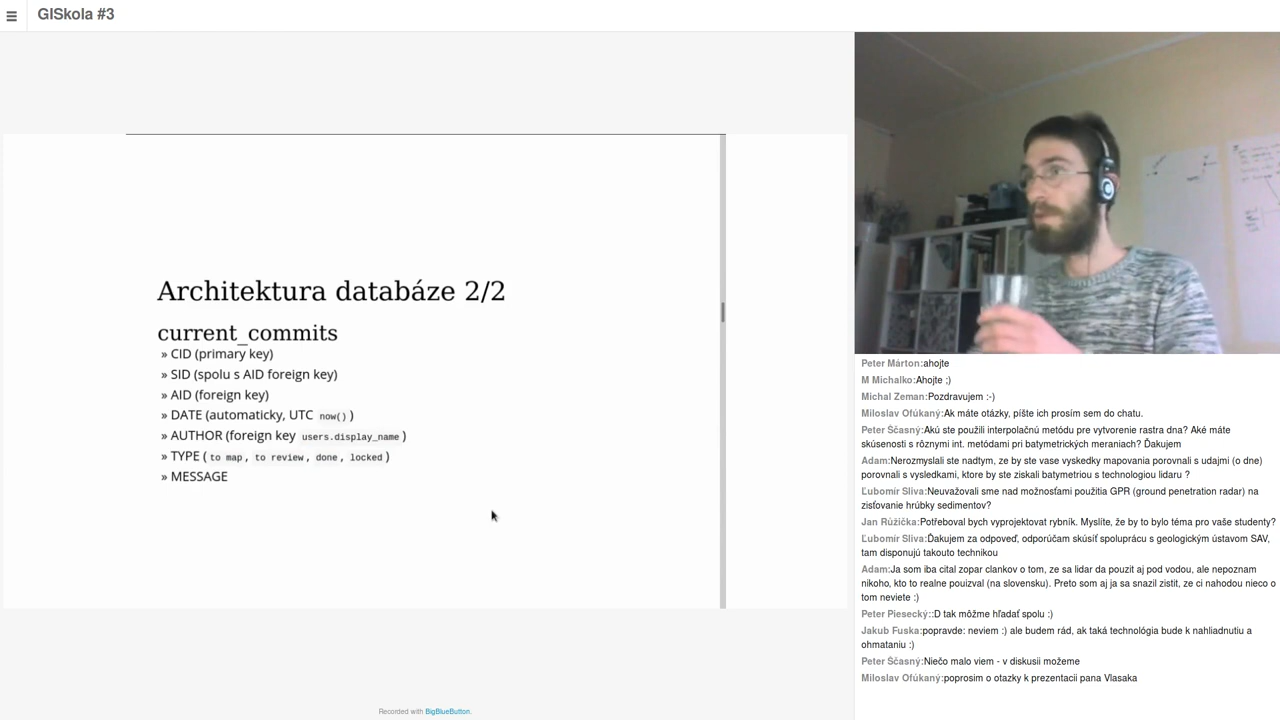 GISkola #3
Architektura databáze 2/2
current_commits
» CID (primary key)
» SID (spolu s AID foreign key)
» AID (foreign key)
» DATE (automaticky, UTC now() )
» AUTHOR (foreign key users.display_name )
» TYPE ( to map, to review, done, locked )
» MESSAGE
Recorded with BigBlueButton.
Peter Márton:ahojte
M Michalko:Ahojte ;)
Michal Zeman:Pozdravujem :-)
Miloslav Ofúkaný:Ak máte otázky, píšte ich prosím sem do chatu.
Peter Ščasný:Akú ste použili interpolačnú metódu pre vytvorenie rastra dna? Aké máte
skúsenosti s rôznymi int. metódami pri batymetrických meraniach? Ďakujem
Adam:Nerozmyslali ste nadtym, ze by ste vase vyskedky mapovania porovnali s udajmi (o dne)
porovnali s vysledkami, ktore by ste ziskali batymetriou s technologiou lidaru ?
Ľubomír Sliva:Neuvažovali sme nad možnosťami použitia GPR (ground penetration radar) na
zisťovanie hrúbky sedimentov?
Jan Růžička:Potřeboval bych vyprojektovat rybník. Myslíte, že by to bylo téma pro vaše studenty?
Ľubomír Sliva:Ďakujem za odpoveď, odporúčam skúsiť spoluprácu s geologickým ústavom SAV,
tam disponujú takouto technikou
Adam:Ja som iba cital zopar clankov o tom, ze sa lidar da pouzit aj pod vodou, ale nepoznam
nikoho, kto to realne pouizval (na slovensku). Preto som aj ja sa snazil zistit, ze ci nahodou nieco o
tom neviete :)
Peter Piesecký::D tak môžme hľadať spolu :)
Jakub Fuska:popravde: neviem :) ale budem rád, ak taká technológia bude k nahliadnutiu a
ohmataniu :)
Peter Ščasný:Niečo malo viem - v diskusii možeme
Miloslav Ofúkaný:poprosim o otazky k prezentacii pana Vlasaka